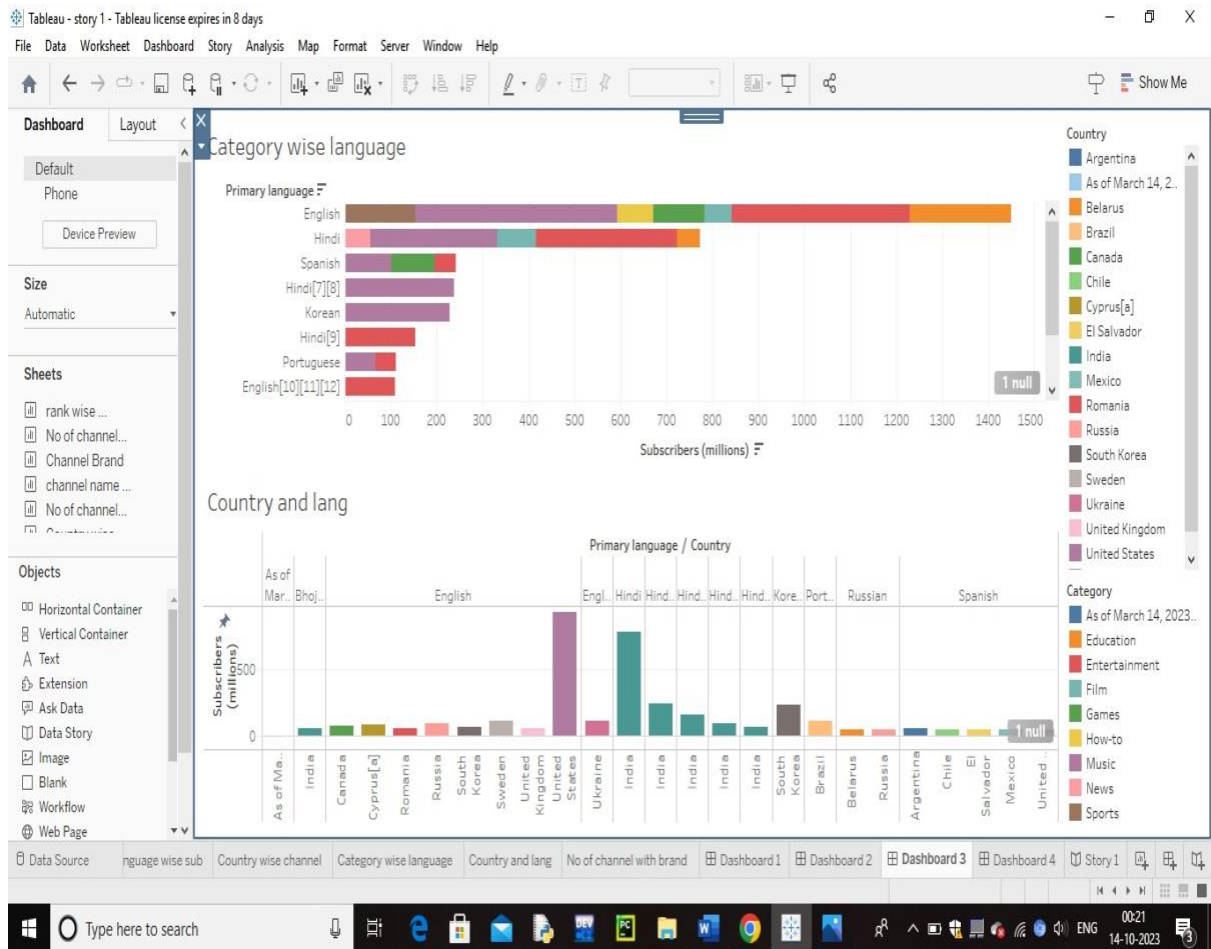 Tableau - story 1 - Tableau license expires in 8 days
File Data Worksheet Dashboard Story Analysis Map Format Server Window Help
Show Me
Dashboard Layout
Default
Phone
Device Preview
Size
Automatic
Sheets
rank wise ...
No of channel...
Channel Brand
channel name ...
No of channel...
Objects
Horizontal Container
Vertical Container
Text
Extension
Ask Data
Data Story
Image
Blank
Workflow
Web Page
Category wise language
Primary language
English
Hindi
Spanish
Hindi[7][8]
Korean
Hindi[9]
Portuguese
English[10][11][12]
1 null
0 100 200 300 400 500 600 700 800 900 1000 1100 1200 1300 1400 1500
Subscribers (millions)
Country and lang
Primary language / Country
As of
Mar.. Bhoj.. English Engl.. Hindi Hind.. Hind.. Hind.. Hind.. Kore.. Port.. Russian Spanish
Subscribers
(millions)
500
0
1 null
As of Ma..
India
Canada
Cyprus[a]
Romania
Russia
South
Korea
Sweden
United
Kingdom
United
States
Ukraine
India
India
India
India
India
South
Korea
Brazil
Belarus
Russia
Argentina
Chile
El
Salvador
Mexico
United ..
Country
Argentina
As of March 14, 2..
Belarus
Brazil
Canada
Chile
Cyprus[a]
El Salvador
India
Mexico
Romania
Russia
South Korea
Sweden
Ukraine
United Kingdom
United States
Category
As of March 14, 2023..
Education
Entertainment
Film
Games
How-to
Music
News
Sports
Data Source nguage wise sub Country wise channel Category wise language Country and lang No of channel with brand Dashboard 1 Dashboard 2 Dashboard 3 Dashboard 4 Story 1
Type here to search
DEV
PC
W
ENG
00:21
14-10-2023
3